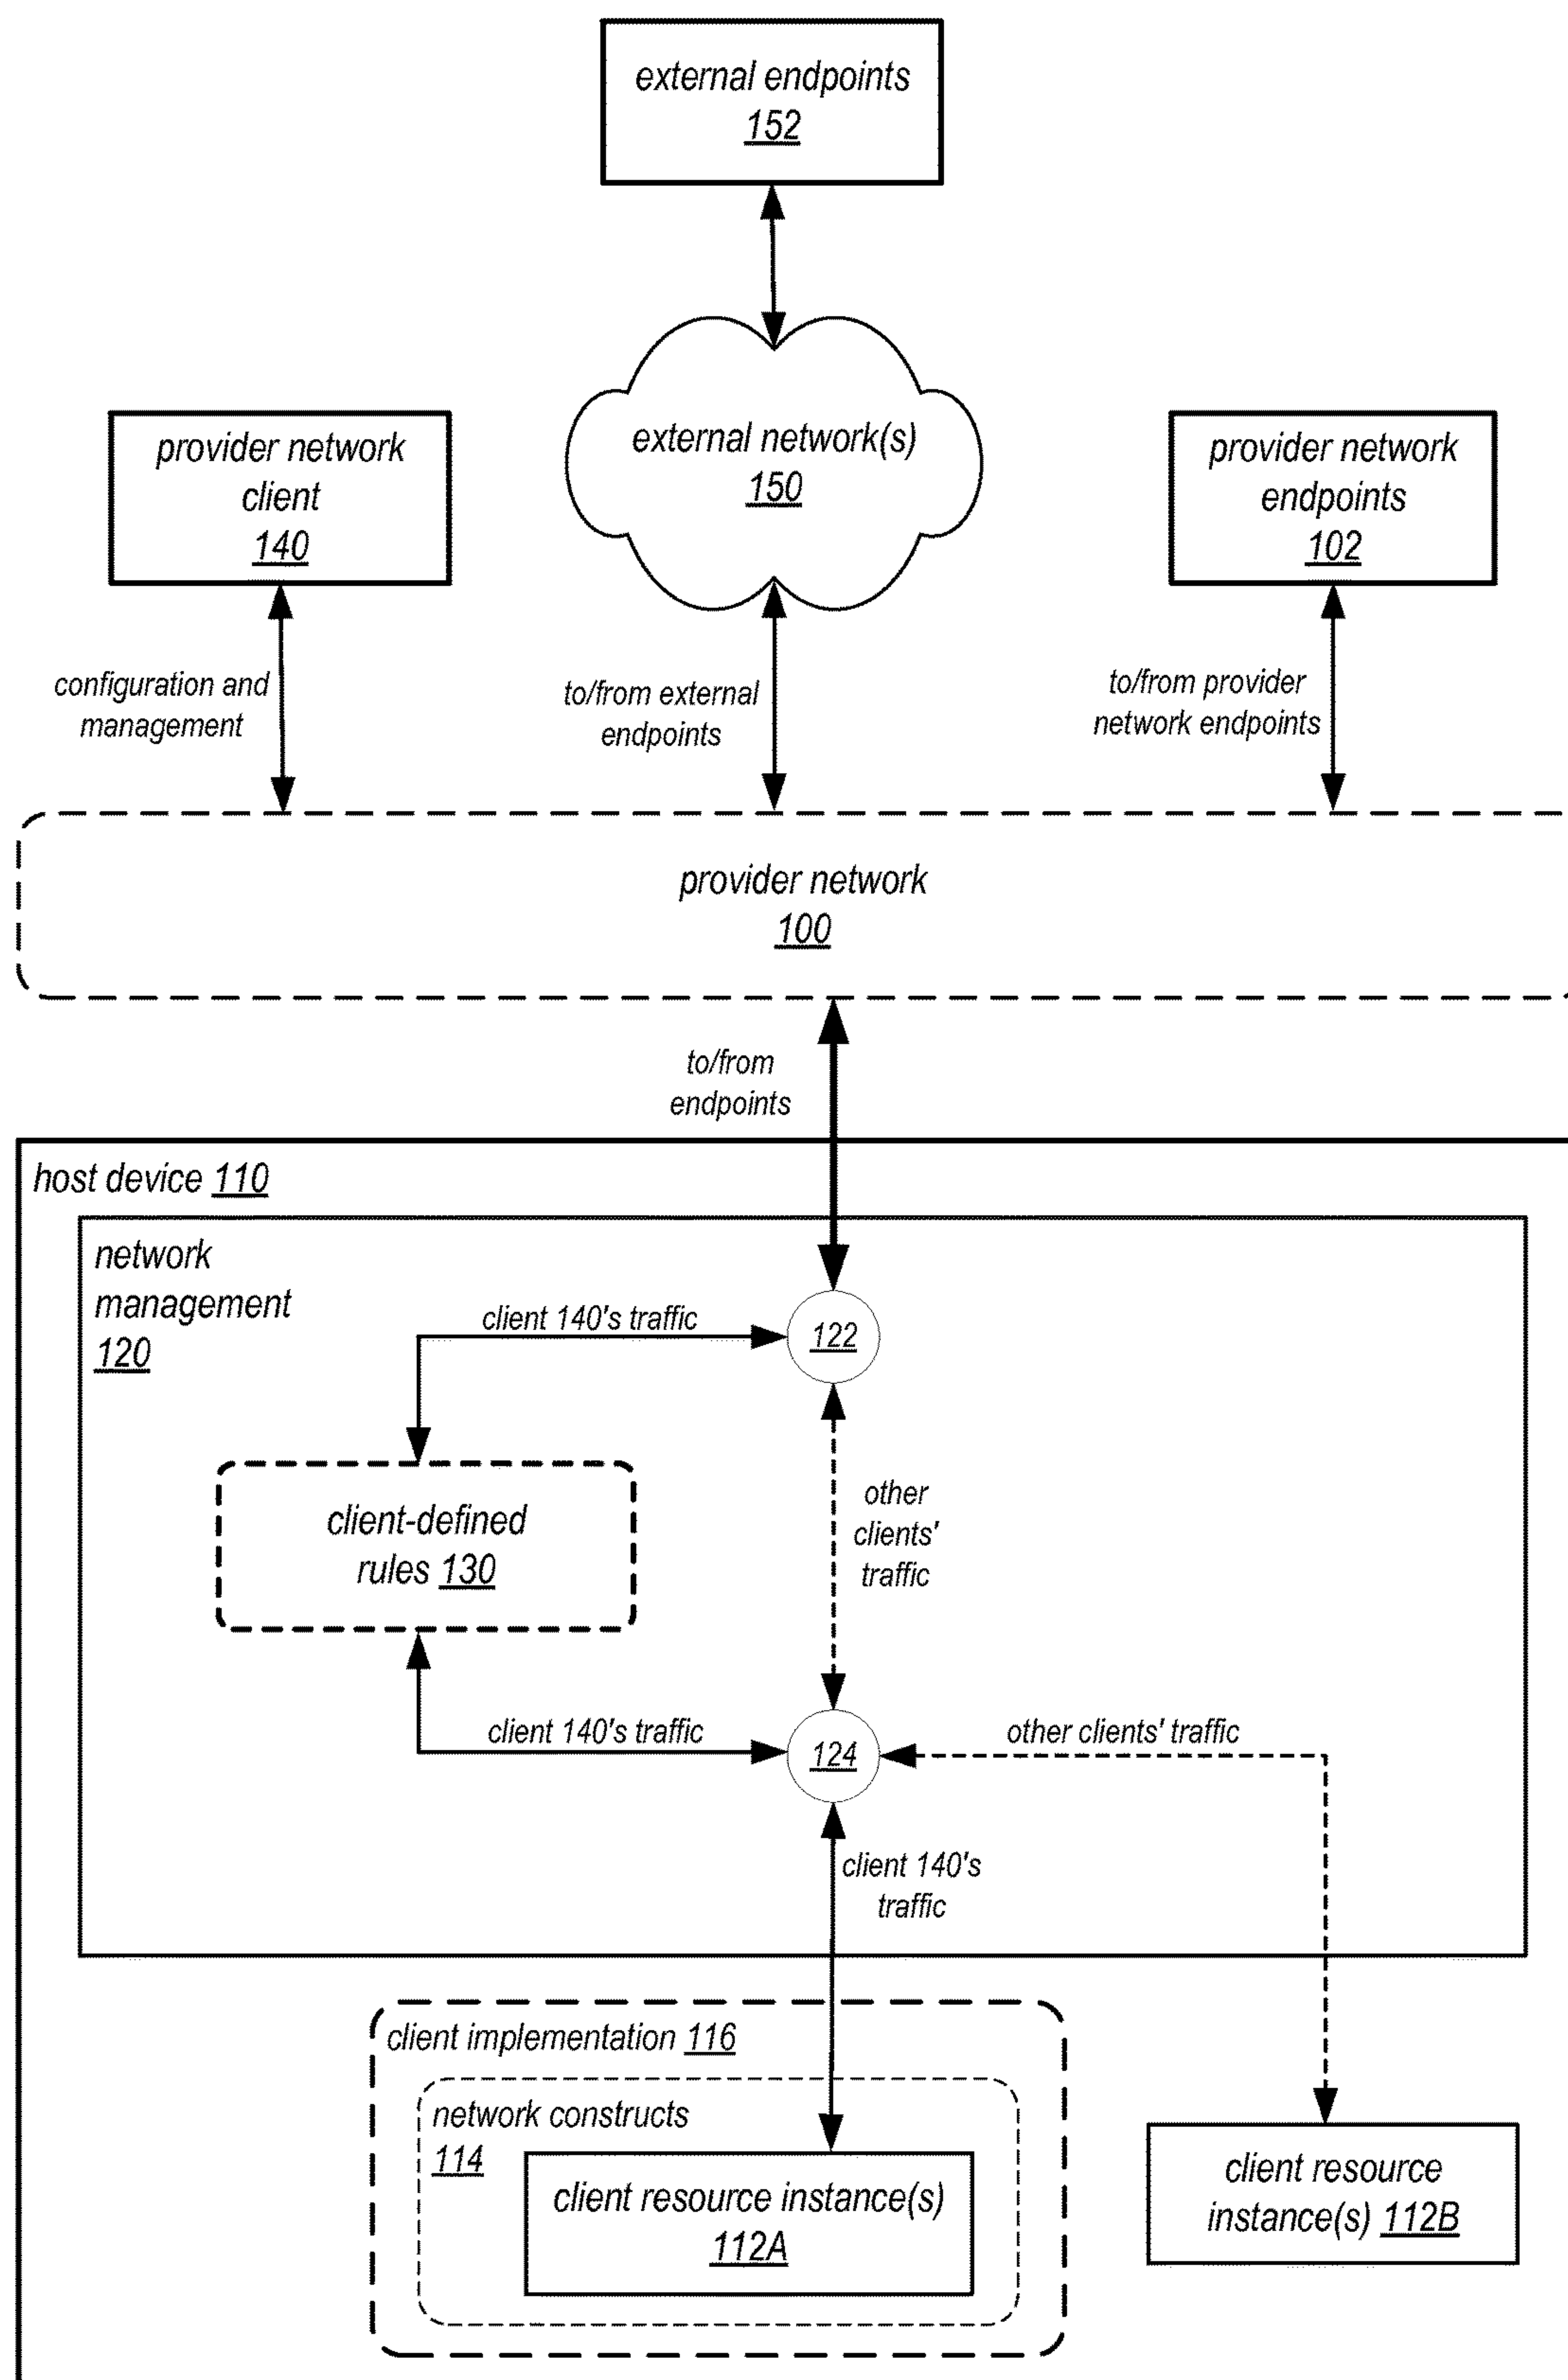 external endpoints
152
external network(s)
150
provider network
client
140
provider network
endpoints
102
configuration and
management
to/from external
endpoints
to/from provider
network endpoints
provider network
100
to/from
endpoints
host device 110
network
management
120
client 140's traffic
122
client-defined
rules 130
other
clients'
traffic
client 140's traffic
124
other clients' traffic
client 140's
traffic
client implementation 116
network constructs
114
client resource instance(s)
112A
client resource
instance(s) 112B